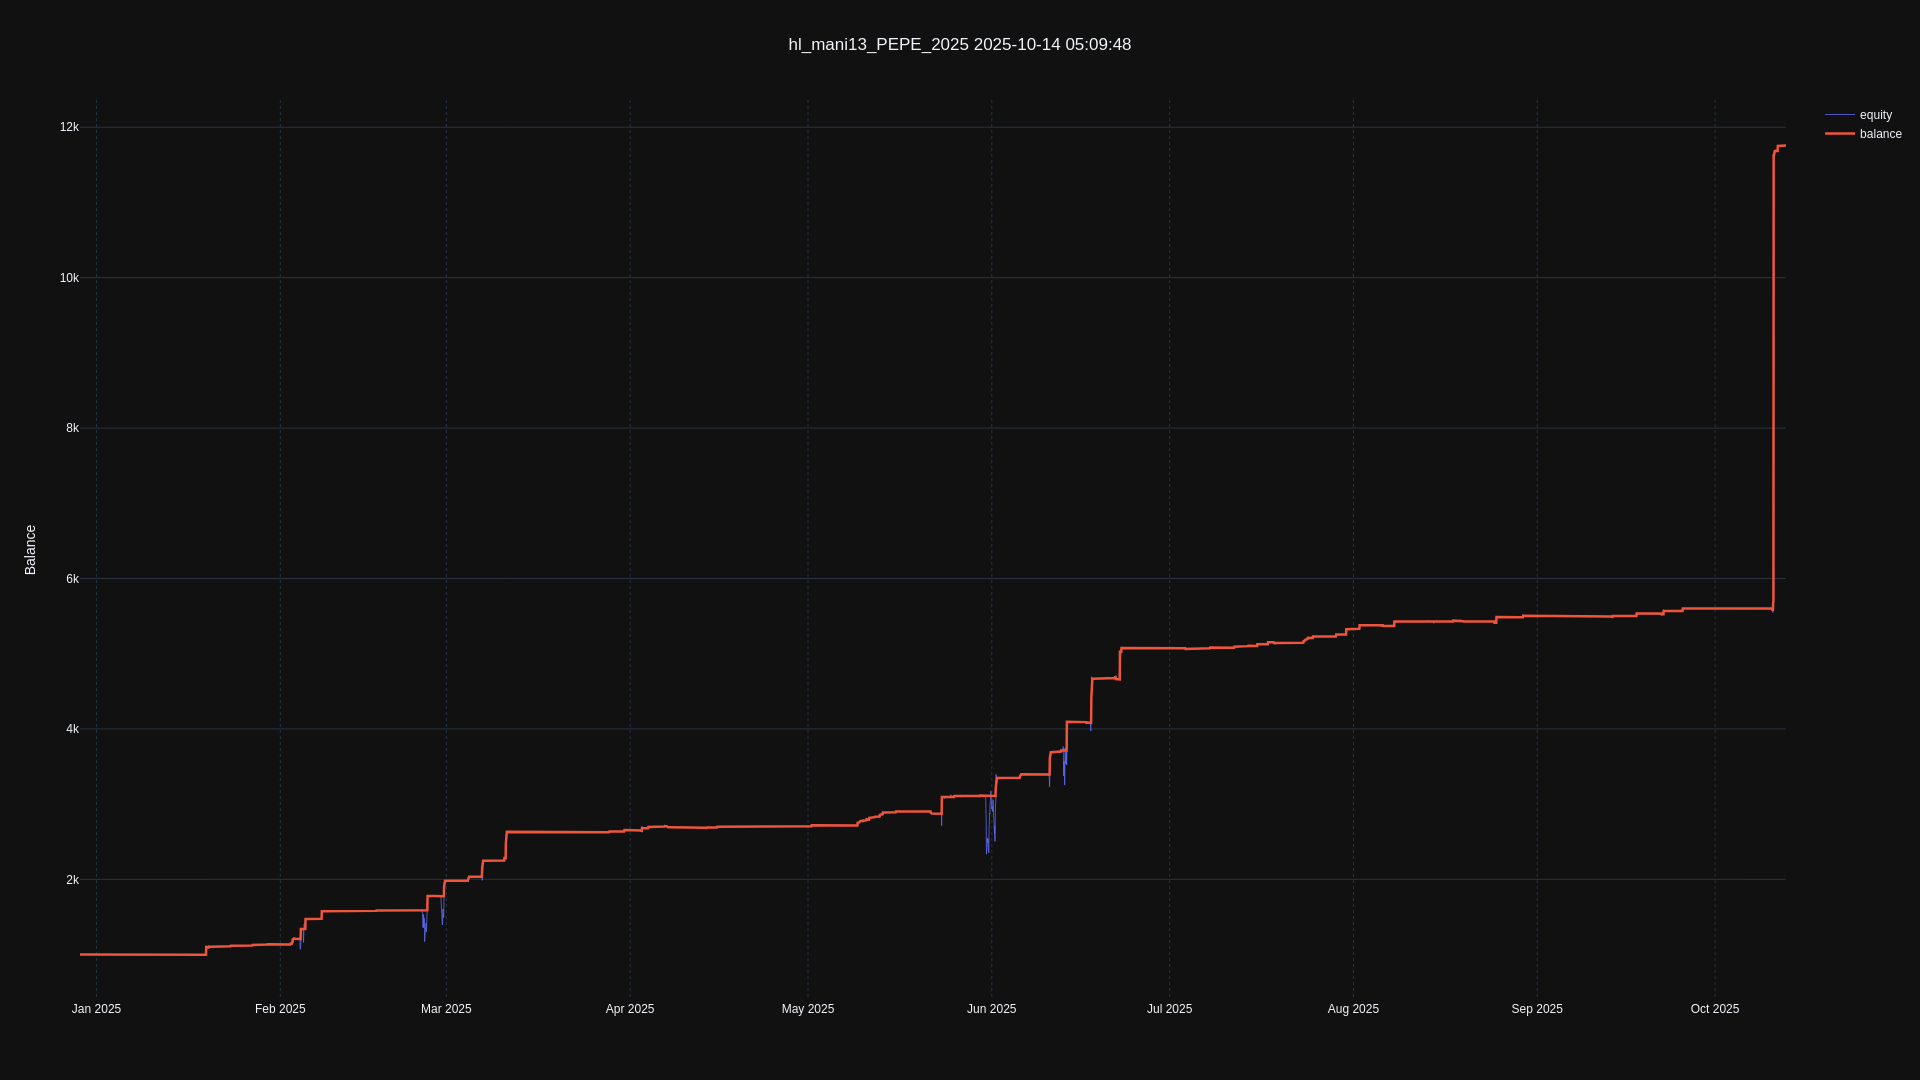 hl_mani13_PEPE_2025 2025-10-14 05:09:48
equity
balance
12k
10k
8k
6k
4k
2k
Balance
Jan 2025
Feb 2025
Mar 2025
Apr 2025
May 2025
Jun 2025
Jul 2025
Aug 2025
Sep 2025
Oct 2025